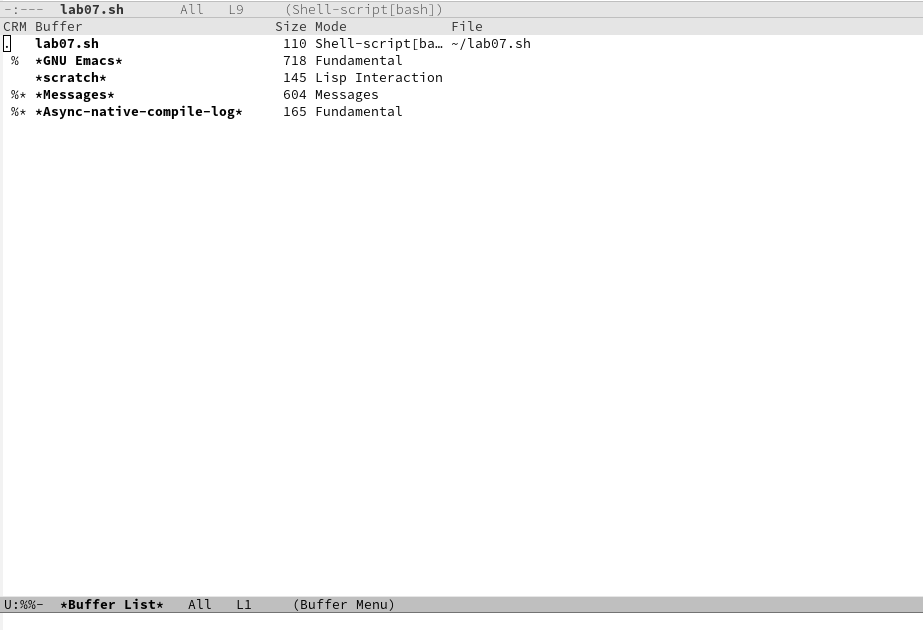 -:---  lab07.sh       All   L9     (Shell-script[bash])
CRM Buffer                        Size Mode             File
.   lab07.sh                       110 Shell-script[ba… ~/lab07.sh
 %  *GNU Emacs*                    718 Fundamental
    *scratch*                      145 Lisp Interaction
 %* *Messages*                     604 Messages
 %* *Async-native-compile-log*     165 Fundamental
U:%%-  *Buffer List*   All   L1     (Buffer Menu)